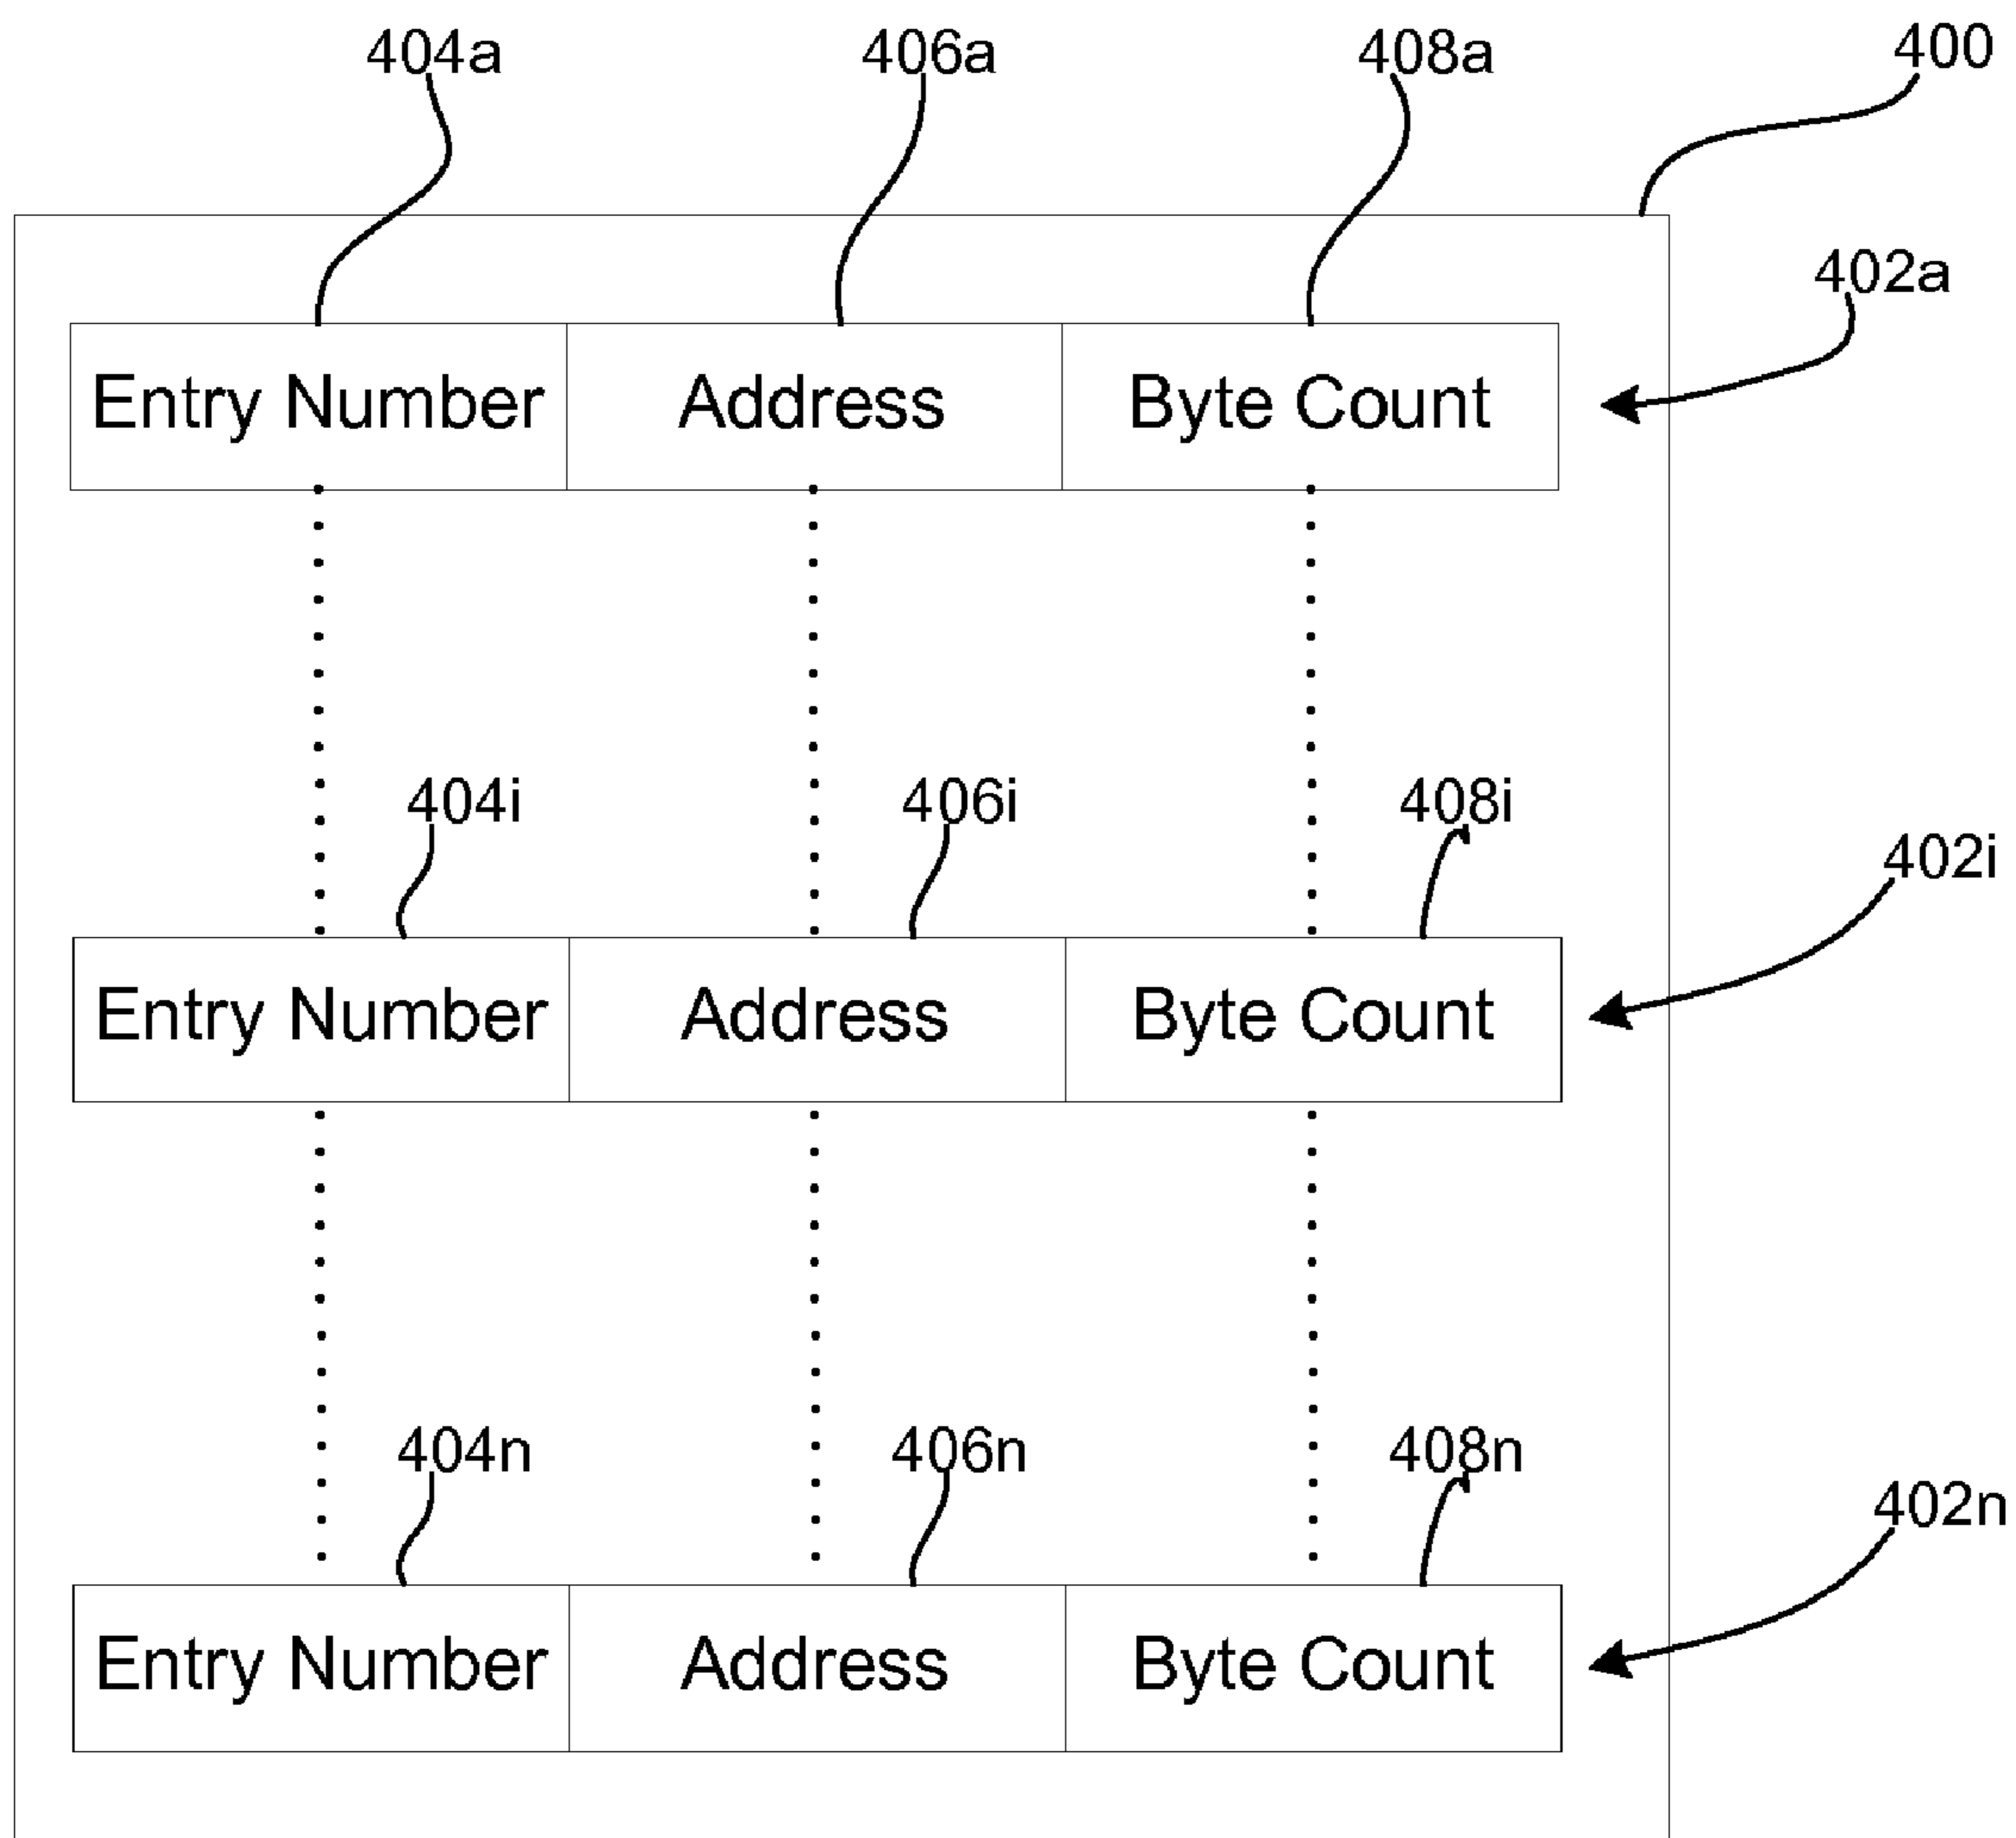 404a 406a 408a 400
402a
Entry Number Address Byte Count
404i 406i 408i
402i
Entry Number Address Byte Count
404n 406n 408n
402n
Entry Number Address Byte Count